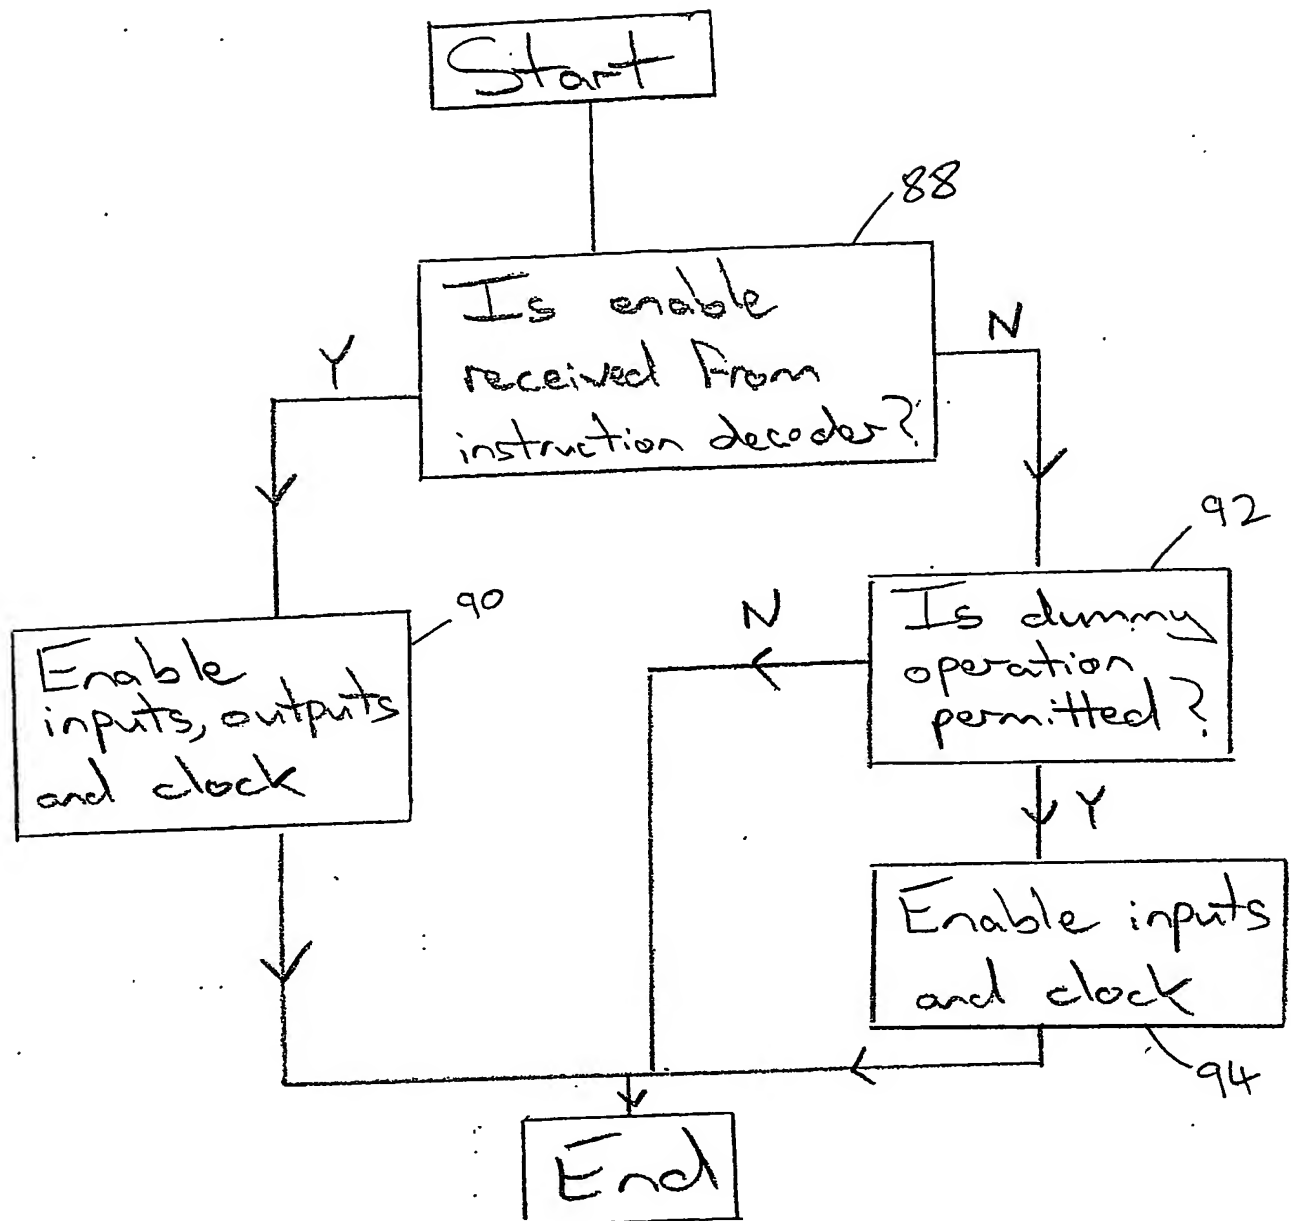 Start
88
Is enable
received from
instruction decoder?
Y
N
90
Enable
inputs, outputs
and clock
92
Is dummy
operation
permitted?
N
Y
Enable inputs
and clock
94
End